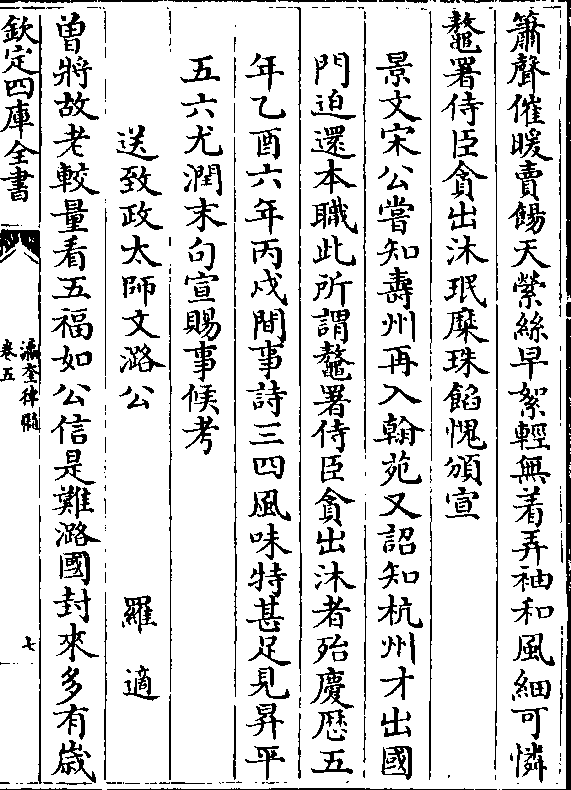 簫聲催暖賣餳天縈絲早絮輕無着弄袖和風細可憐
鼇署侍臣貪出沐珉糜珠餡愧頒宣
景文宋公嘗知壽州再入翰苑又詔知杭州才出國
門迫還本職此所謂鼇署侍臣貪出沐者殆慶厯五
年乙酉六年丙戌間事詩三四風味特甚足見昇平
五六尤潤末句宣賜事候考
送致政太師文潞公　羅適
曽將故老較量看五福如公信是難潞國封來多有歲
欽定四庫全書
瀛奎律髓
卷五
七